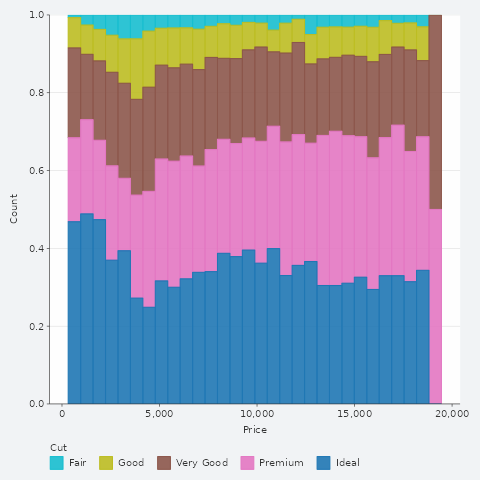 1.0
0.8
0.6
0.4
0.2
0.0
Count
0
5,000
10,000
15,000
20,000
Price
Cut
Fair
Good
Very Good
Premium
Ideal